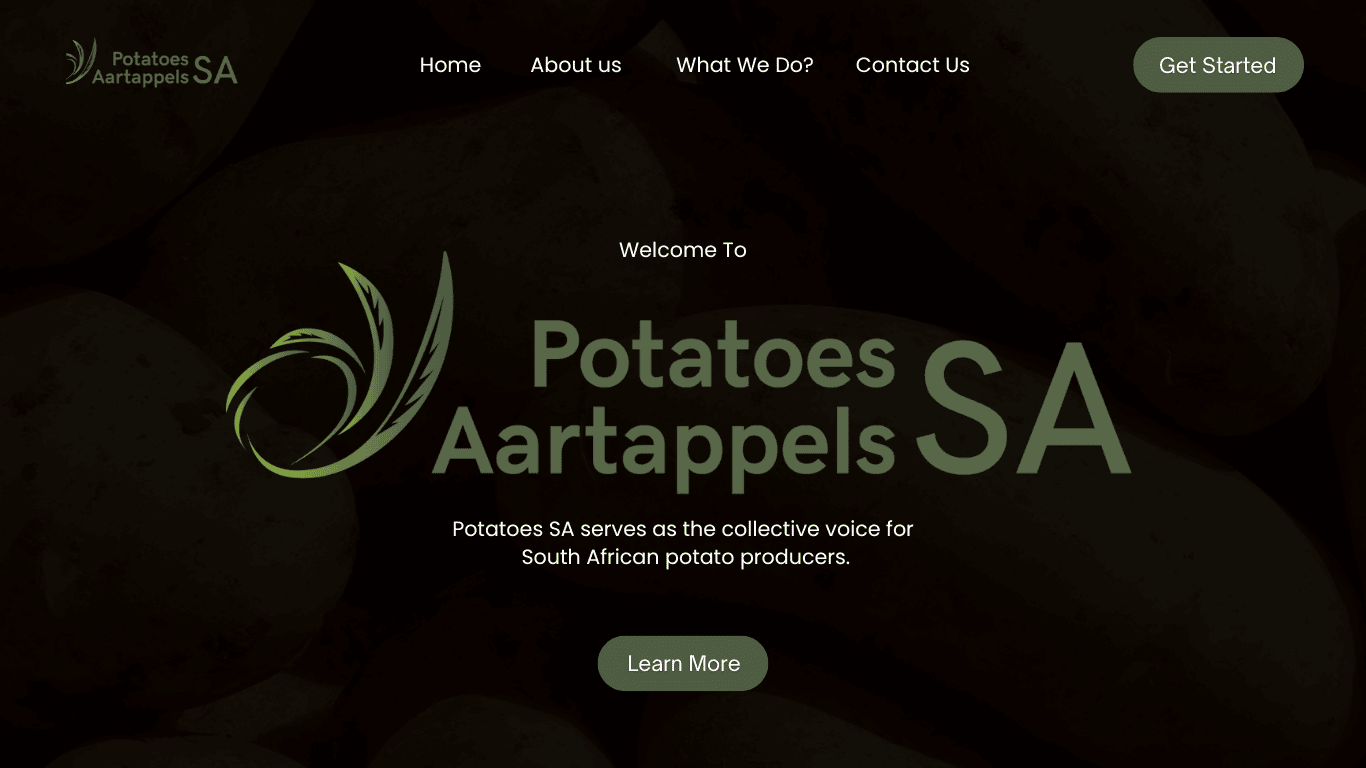 Potatoes
Aartappels SA
Home About us What We Do? Contact Us
Get Started
Welcome To
Potatoes
Aartappels SA
Potatoes SA serves as the collective voice for
South African potato producers.
Learn More